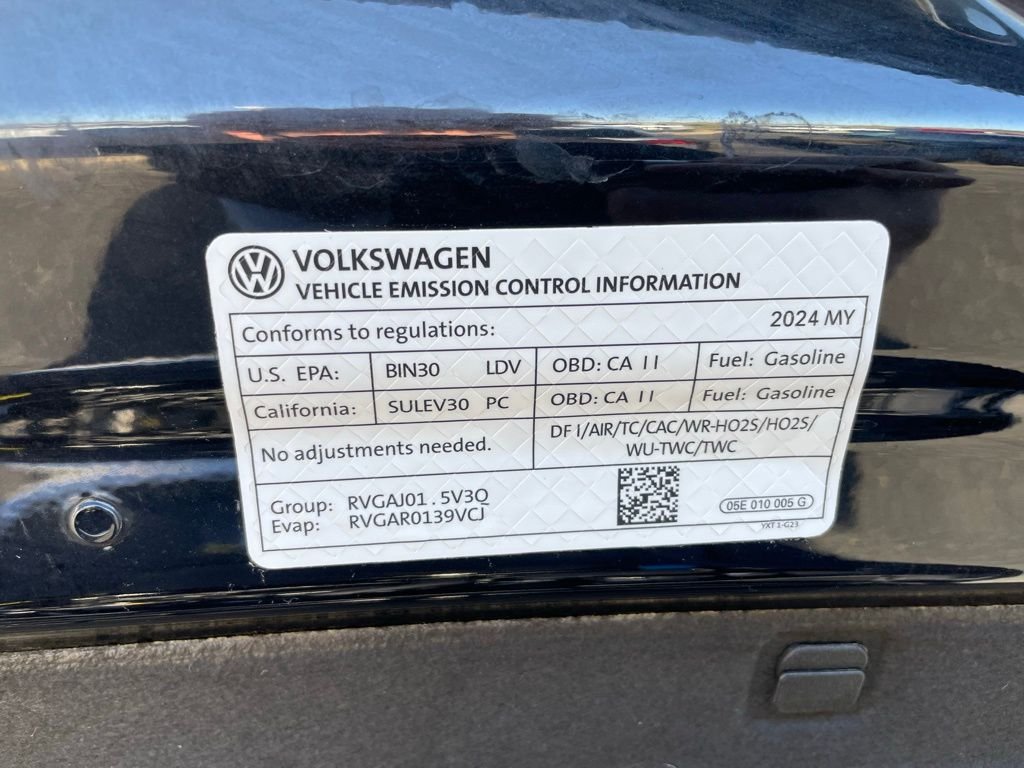 VOLKSWAGEN
VEHICLE EMISSION CONTROL INFORMATION
Conforms to regulations: 2024 MY
U.S. EPA: BIN30 LDV OBD: CA II Fuel: Gasoline
California: SULEV30 PC OBD: CA II Fuel: Gasoline
No adjustments needed.
DFI/AIR/TC/CAC/WR-HO2S/HO2S/
WU-TWC/TWC
Group: RVGAJ01.5V3Q
Evap: RVGAR0139VCJ
05E 010 005 G
YXT 1-G23